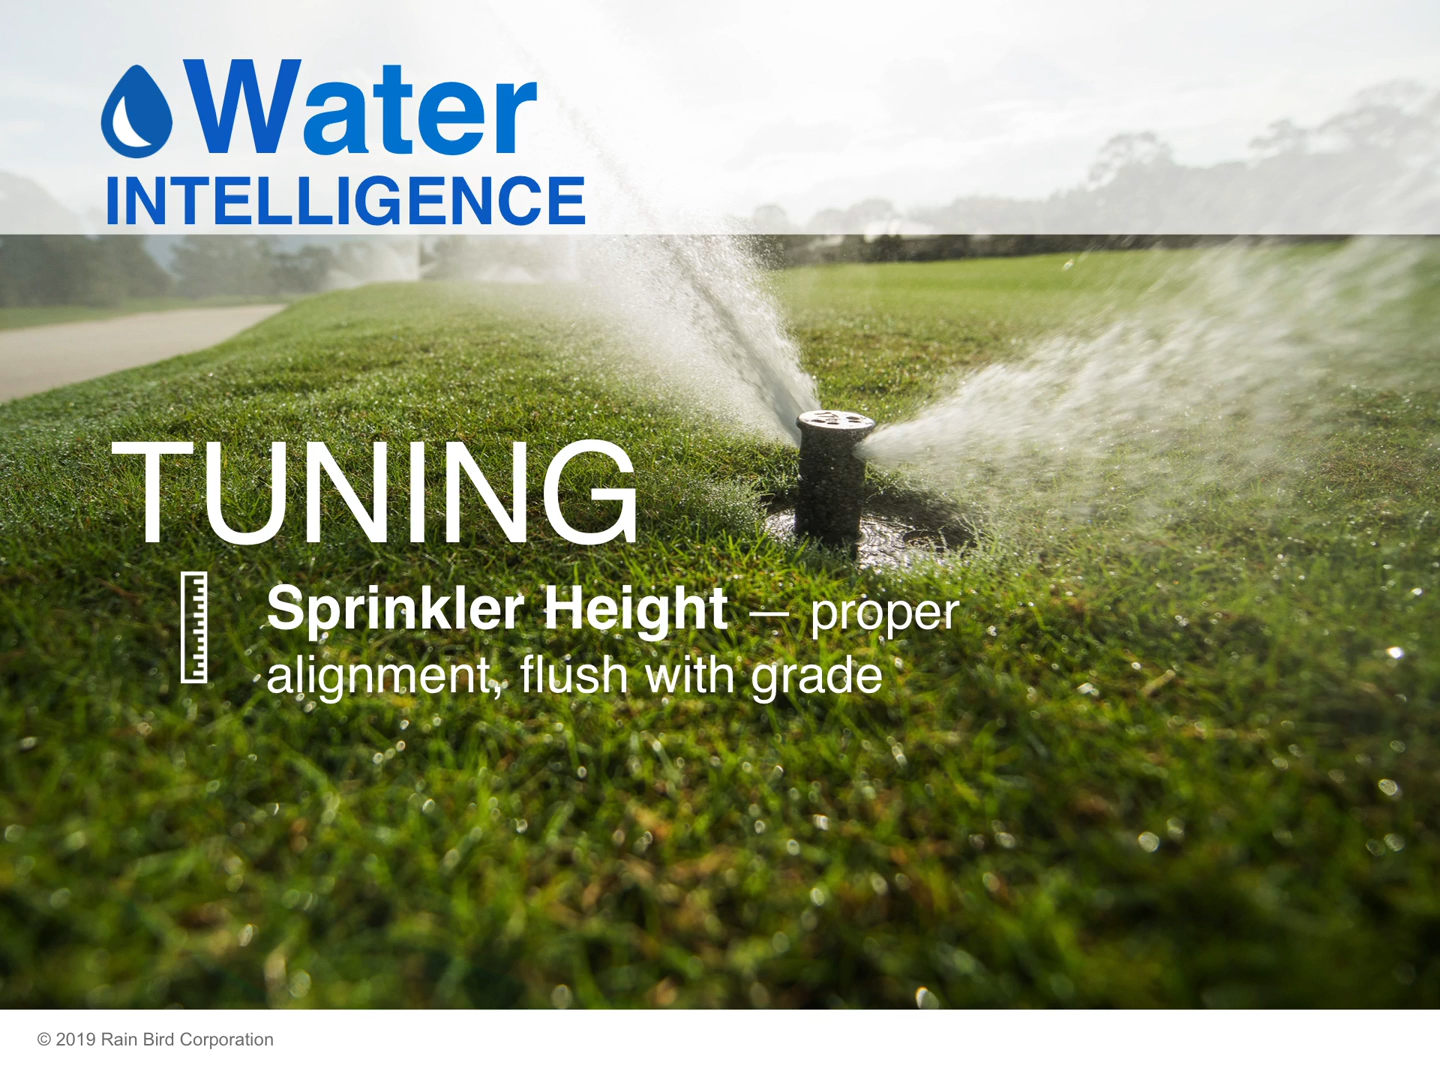 Water
INTELLIGENCE
TUNING
Sprinkler Height — proper
alignment, flush with grade
© 2019 Rain Bird Corporation